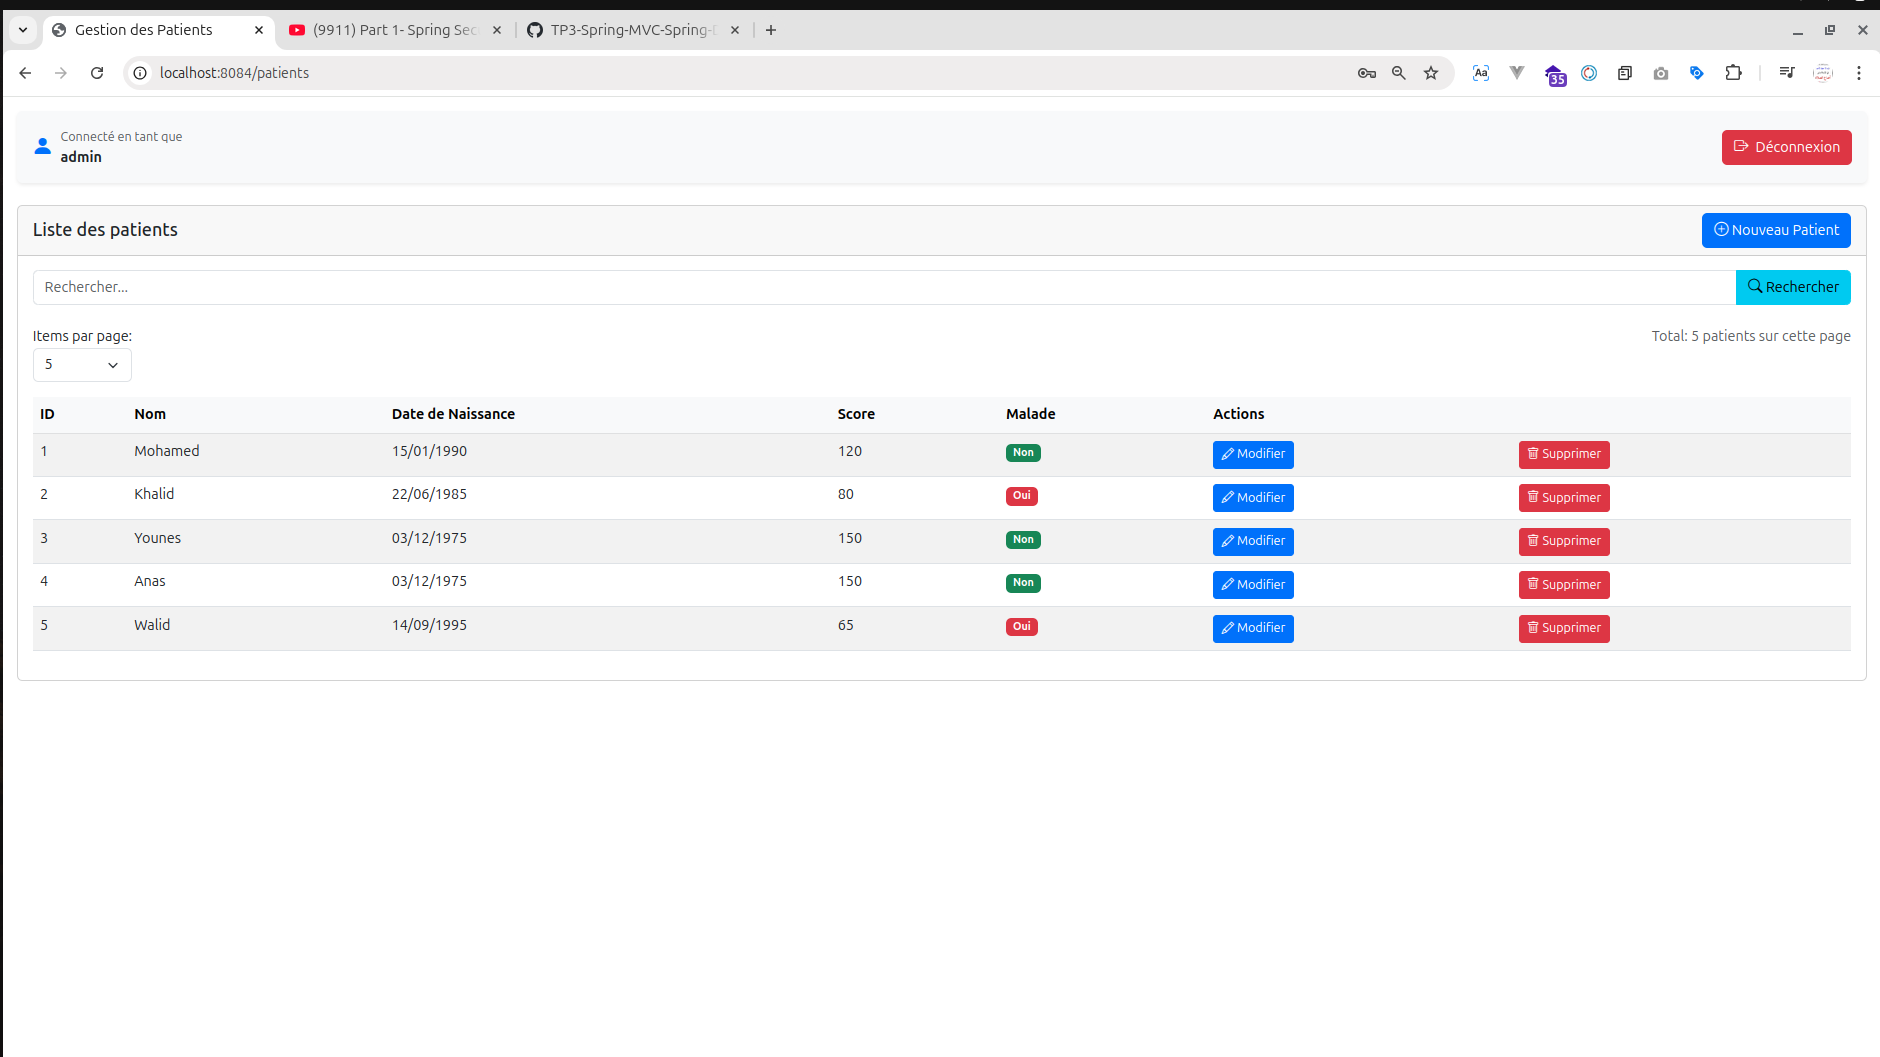 Gestion des Patients
(9911) Part 1- Spring Sec
TP3-Spring-MVC-Spring-D
localhost:8084/patients
Aa
35
Connecté en tant que
admin
Déconnexion
Liste des patients
Nouveau Patient
Rechercher...
Rechercher
Items par page:
Total: 5 patients sur cette page
5
ID Nom Date de Naissance Score Malade Actions
1 Mohamed 15/01/1990 120 Non Modifier Supprimer
2 Khalid 22/06/1985 80 Oui Modifier Supprimer
3 Younes 03/12/1975 150 Non Modifier Supprimer
4 Anas 03/12/1975 150 Non Modifier Supprimer
5 Walid 14/09/1995 65 Oui Modifier Supprimer